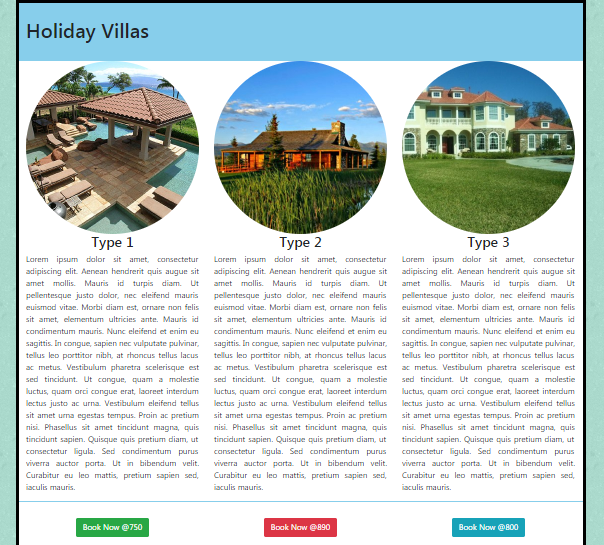 Holiday Villas
Type 1
Lorem ipsum dolor sit amet, consectetur
adipiscing elit. Aenean hendrerit quis augue sit
amet mollis. Mauris id turpis diam. Ut
pellentesque justo dolor, nec eleifend mauris
euismod vitae. Morbi diam est, ornare non felis
sit amet, elementum ultricies ante. Mauris id
condimentum mauris. Nunc eleifend et enim eu
sagittis. In congue, sapien nec vulputate pulvinar,
tellus leo porttitor nibh, at rhoncus tellus lacus
ac metus. Vestibulum pharetra scelerisque est
sed tincidunt. Ut congue, quam a molestie
luctus, quam orci congue erat, laoreet interdum
lectus justo ac urna. Vestibulum eleifend tellus
sit amet urna egestas tempus. Proin ac pretium
nisi. Phasellus sit amet tincidunt magna, quis
tincidunt sapien. Quisque quis pretium diam, ut
consectetur ligula. Sed condimentum purus
viverra auctor porta. Ut in bibendum velit.
Curabitur eu leo mattis, pretium erat sed,
iaculis mauris.
Book Now @750
Type 2
Lorem ipsum dolor sit amet, consectetur
adipiscing elit. Aenean hendrerit quis augue sit
amet mollis. Mauris id turpis diam. Ut
pellentesque justo dolor, nec eleifend mauris
euismod vitae. Morbi diam est, ornare non felis
sit amet, elementum ultricies ante. Mauris id
condimentum mauris. Nunc eleifend et enim eu
sagittis. In congue, sapien nec vulputate pulvinar,
tellus leo porttitor nibh, at rhoncus tellus lacus
ac metus. Vestibulum pharetra scelerisque est
sed tincidunt. Ut congue, quam a molestie
luctus, quam orci congue erat, laoreet interdum
lectus justo ac urna. Vestibulum eleifend tellus
sit amet urna egestas tempus. Proin ac pretium
nisi. Phasellus sit amet tincidunt magna, quis
tincidunt sapien. Quisque quis pretium diam, ut
consectetur ligula. Sed condimentum purus
viverra auctor porta. Ut in bibendum velit.
Curabitur eu leo mattis, pretium erat sed,
iaculis mauris.
Book Now @890
Type 3
Lorem ipsum dolor sit amet, consectetur
adipiscing elit. Aenean hendrerit quis augue sit
amet mollis. Mauris id turpis diam. Ut
pellentesque justo dolor, nec eleifend mauris
euismod vitae. Morbi diam est, ornare non felis
sit amet, elementum ultricies ante. Mauris id
condimentum mauris. Nunc eleifend et enim eu
sagittis. In congue, sapien nec vulputate pulvinar,
tellus leo porttitor nibh, at rhoncus tellus lacus
ac metus. Vestibulum pharetra scelerisque est
sed tincidunt. Ut congue, quam a molestie
luctus, quam orci congue erat, laoreet interdum
lectus justo ac urna. Vestibulum eleifend tellus
sit amet urna egestas tempus. Proin ac pretium
nisi. Phasellus sit amet tincidunt magna, quis
tincidunt sapien. Quisque quis pretium diam, ut
consectetur ligula. Sed condimentum purus
viverra auctor porta. Ut in bibendum velit.
Curabitur eu leo mattis, pretium erat sed,
iaculis mauris.
Book Now @800